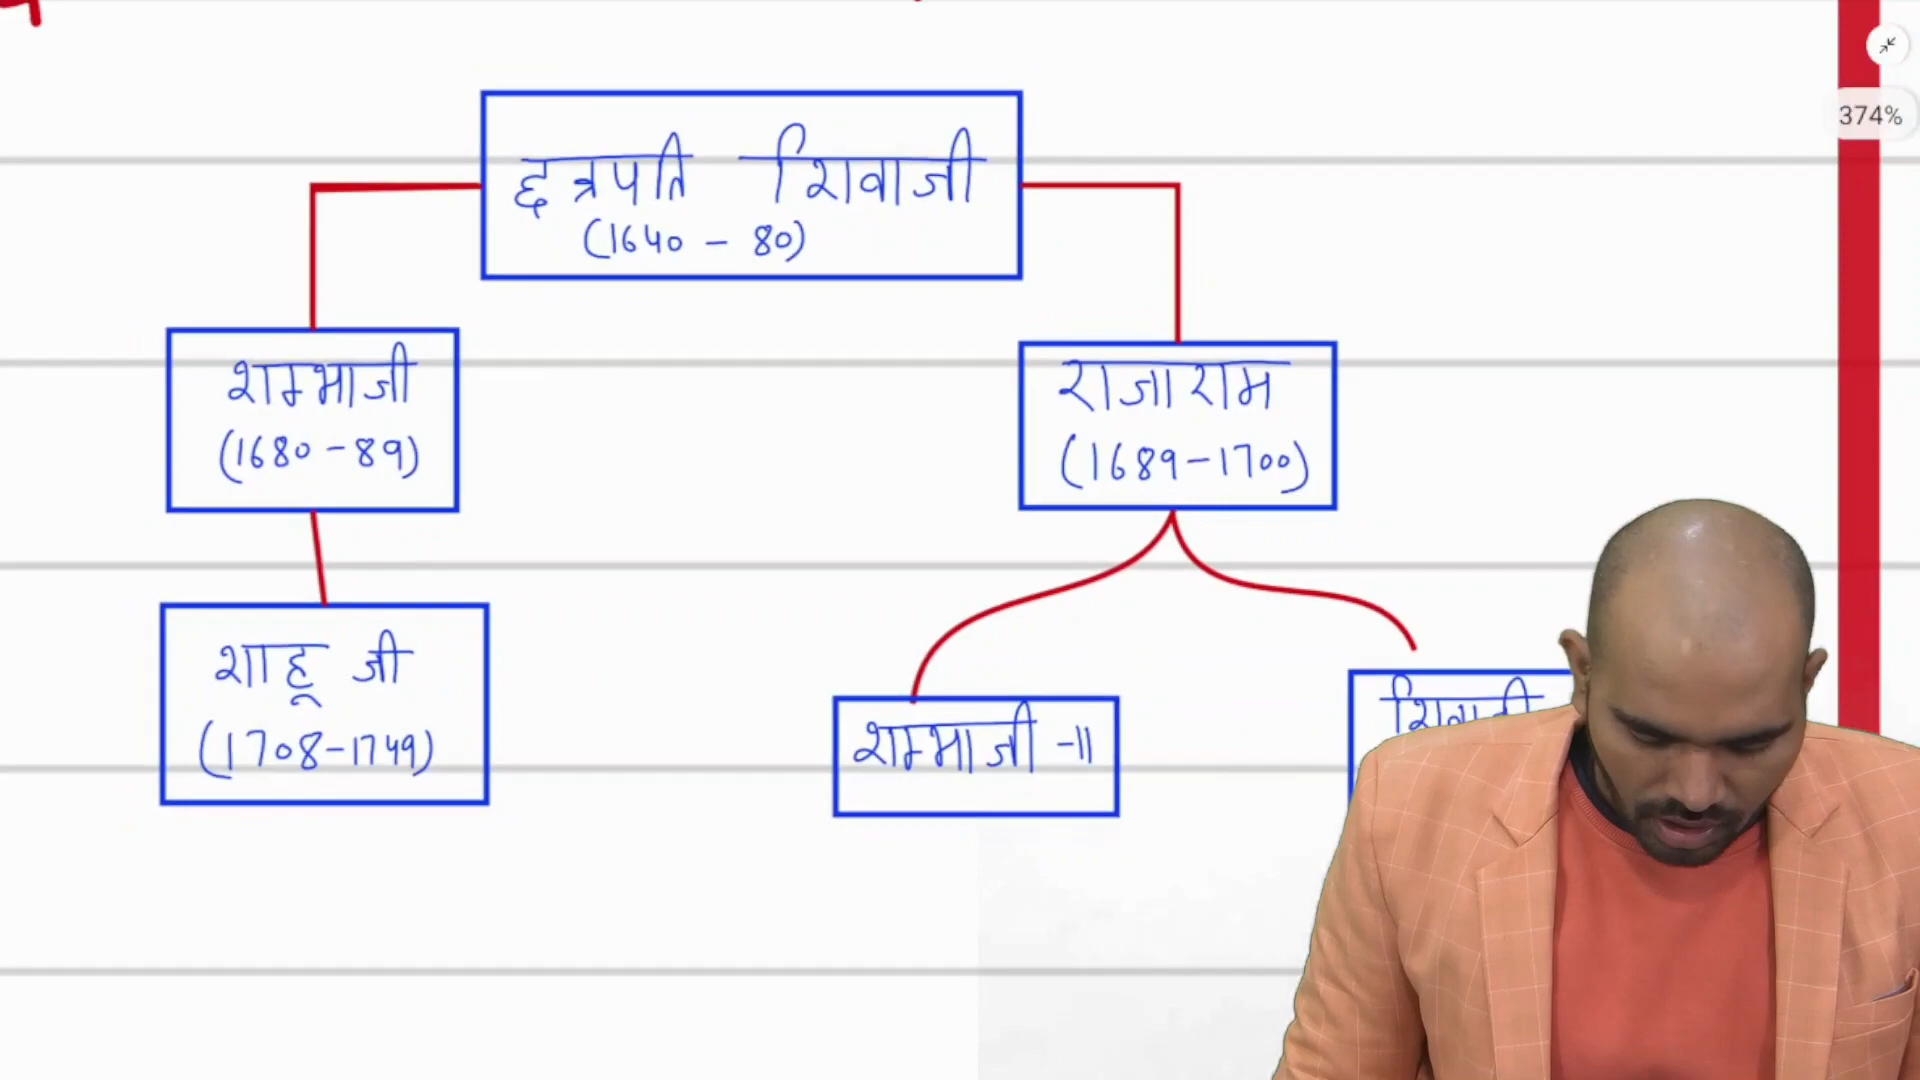 374%
छत्रपति शिवाजी
(1640 - 80)
शम्भाजी
(1680-89)
राजाराम
(1689-1700)
शाहू जी
(1708-1749)
शम्भाजी -II
शिवाजी